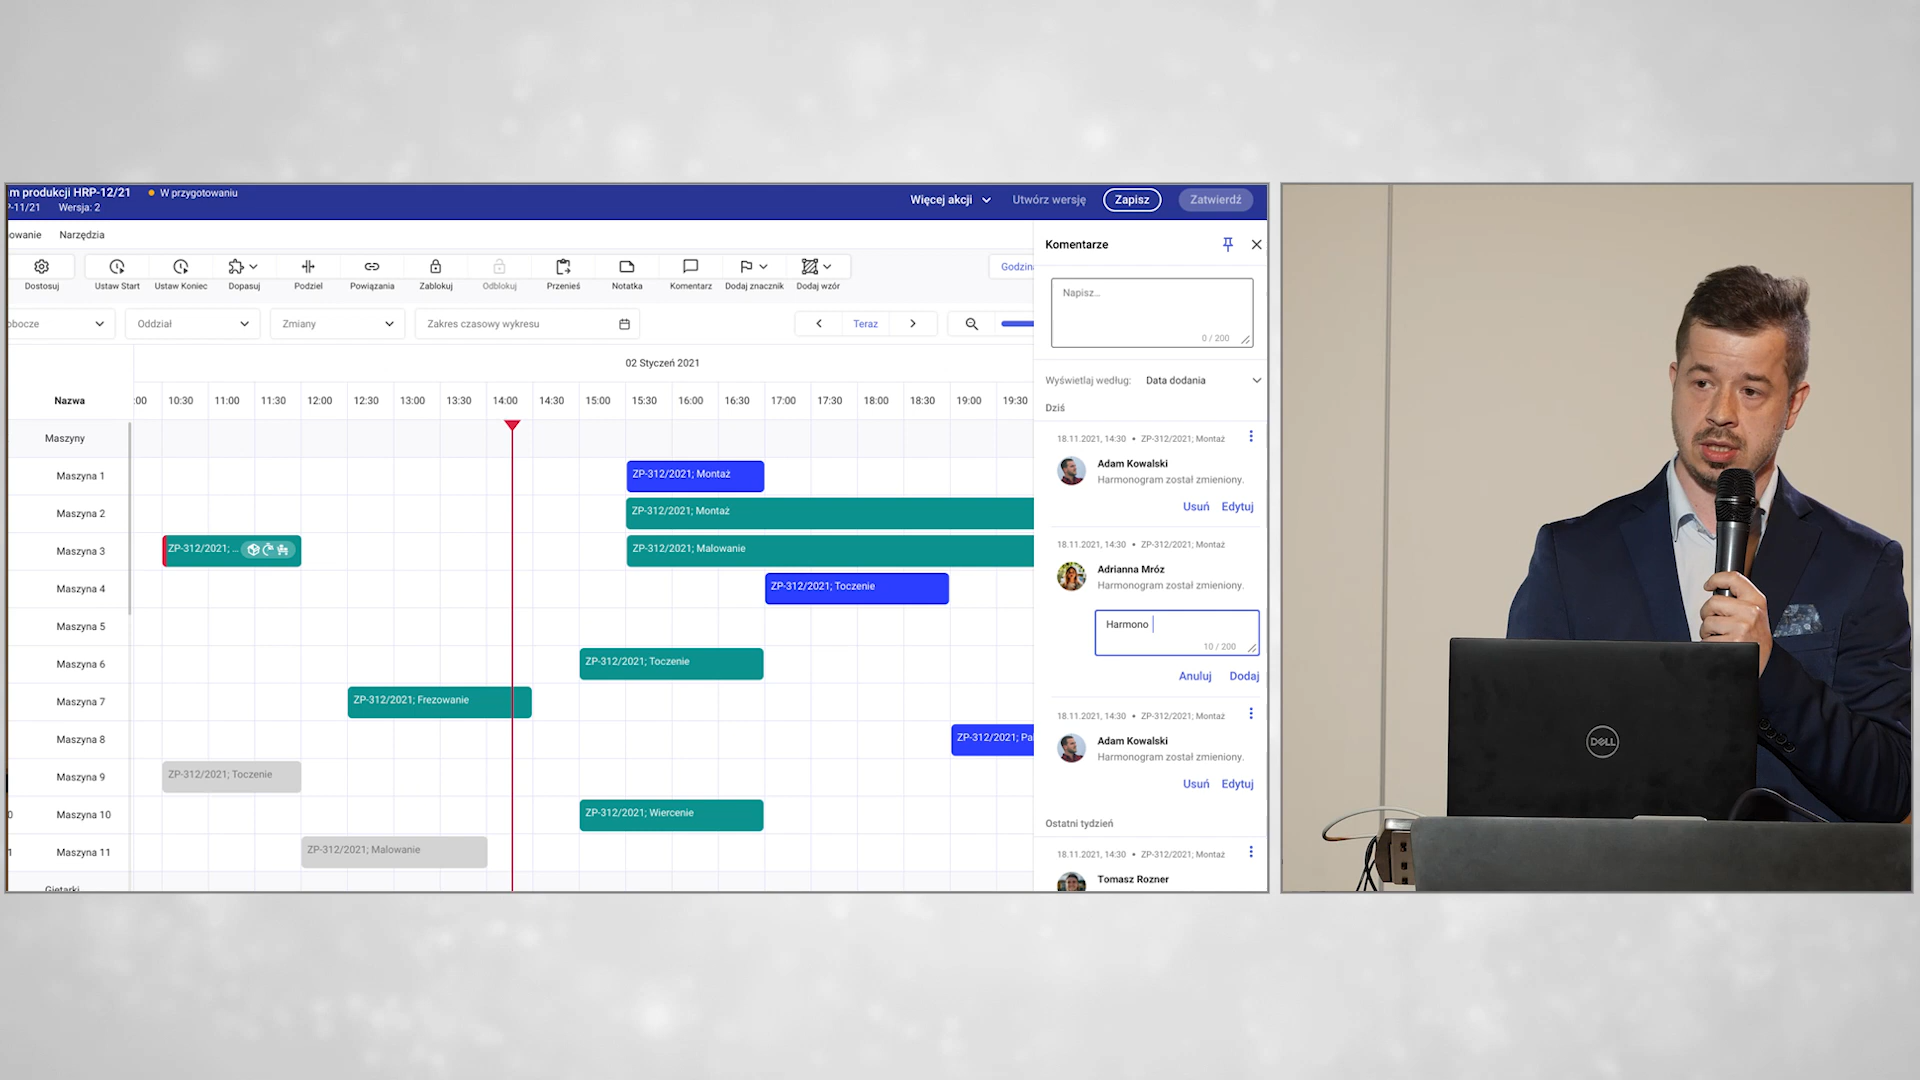 m produkcji HRP-12/21
W przygotowaniu
-11/21 Wersja: 2
Więcej akcji
Utwórz wersję
Zapisz
Zatwierdź
owanie Narzędzia
Dostosuj
Ustaw Start
Ustaw Koniec
Dopasuj
Podziel
Powiązania
Zablokuj
Odblokuj
Przenieś
Notatka
Komentarz
Dodaj znacznik
Dodaj wzór
Godzin
obocze
Oddział
Zmiany
Zakres czasowy wykresu
Teraz
02 Styczeń 2021
Nazwa
:00 10:30 11:00 11:30 12:00 12:30 13:00 13:30 14:00 14:30 15:00 15:30 16:00 16:30 17:00 17:30 18:00 18:30 19:00 19:30
Maszyny
Maszyna 1
ZP-312/2021; Montaż
Maszyna 2
ZP-312/2021; Montaż
Maszyna 3
ZP-312/2021; ...
ZP-312/2021; Malowanie
Maszyna 4
ZP-312/2021; Toczenie
Maszyna 5
Maszyna 6
ZP-312/2021; Toczenie
Maszyna 7
ZP-312/2021; Frezowanie
Maszyna 8
ZP-312/2021; Pa
Maszyna 9
ZP-312/2021; Toczenie
0 Maszyna 10
ZP-312/2021; Wiercenie
1 Maszyna 11
ZP-312/2021; Malowanie
Giętarki
Komentarze
Napisz...
0 / 200
Wyświetlaj według: Data dodania
Dziś
18.11.2021, 14:30 • ZP-312/2021; Montaż
Adam Kowalski
Harmonogram został zmieniony.
Usuń Edytuj
18.11.2021, 14:30 • ZP-312/2021; Montaż
Adrianna Mróz
Harmonogram został zmieniony.
Harmono
10 / 200
Anuluj Dodaj
18.11.2021, 14:30 • ZP-312/2021; Montaż
Adam Kowalski
Harmonogram został zmieniony.
Usuń Edytuj
Ostatni tydzień
18.11.2021, 14:30 • ZP-312/2021; Montaż
Tomasz Rozner
DELL